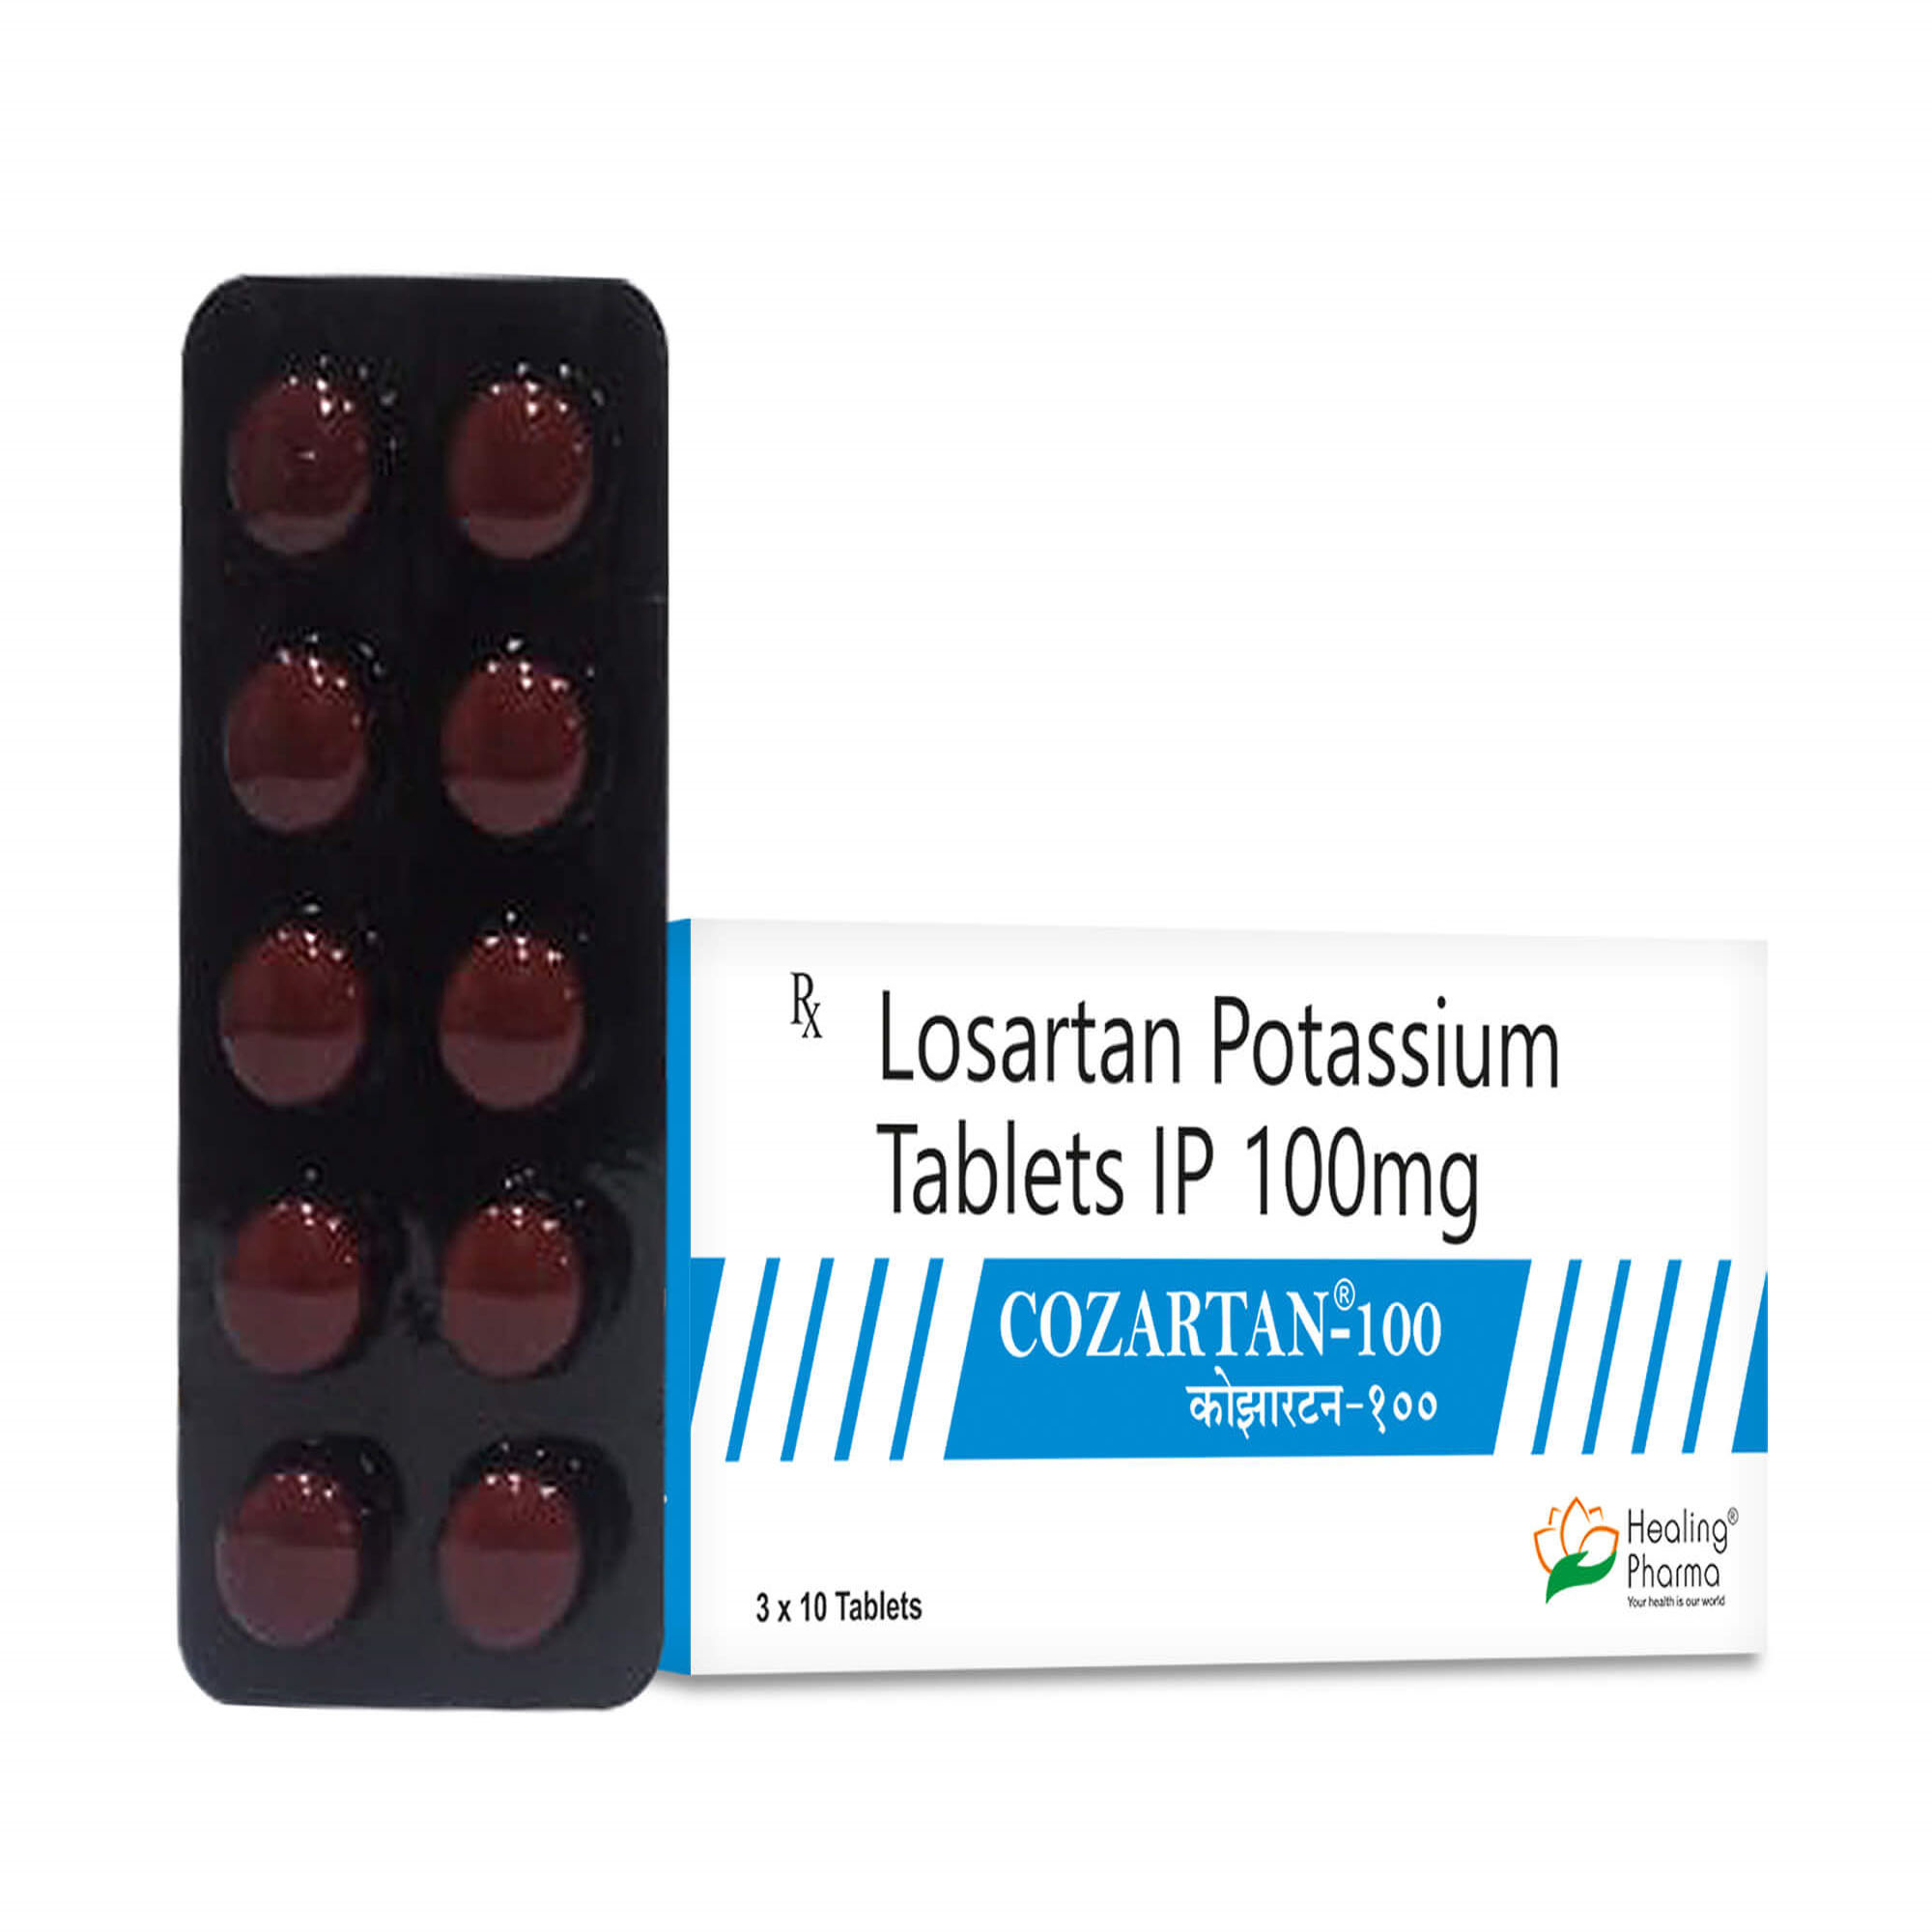 Rx Losartan Potassium
Tablets IP 100mg
COZARTAN®-100
कोझारटन-१००
Healing®
Pharma
Your health is our world
3 x 10 Tablets